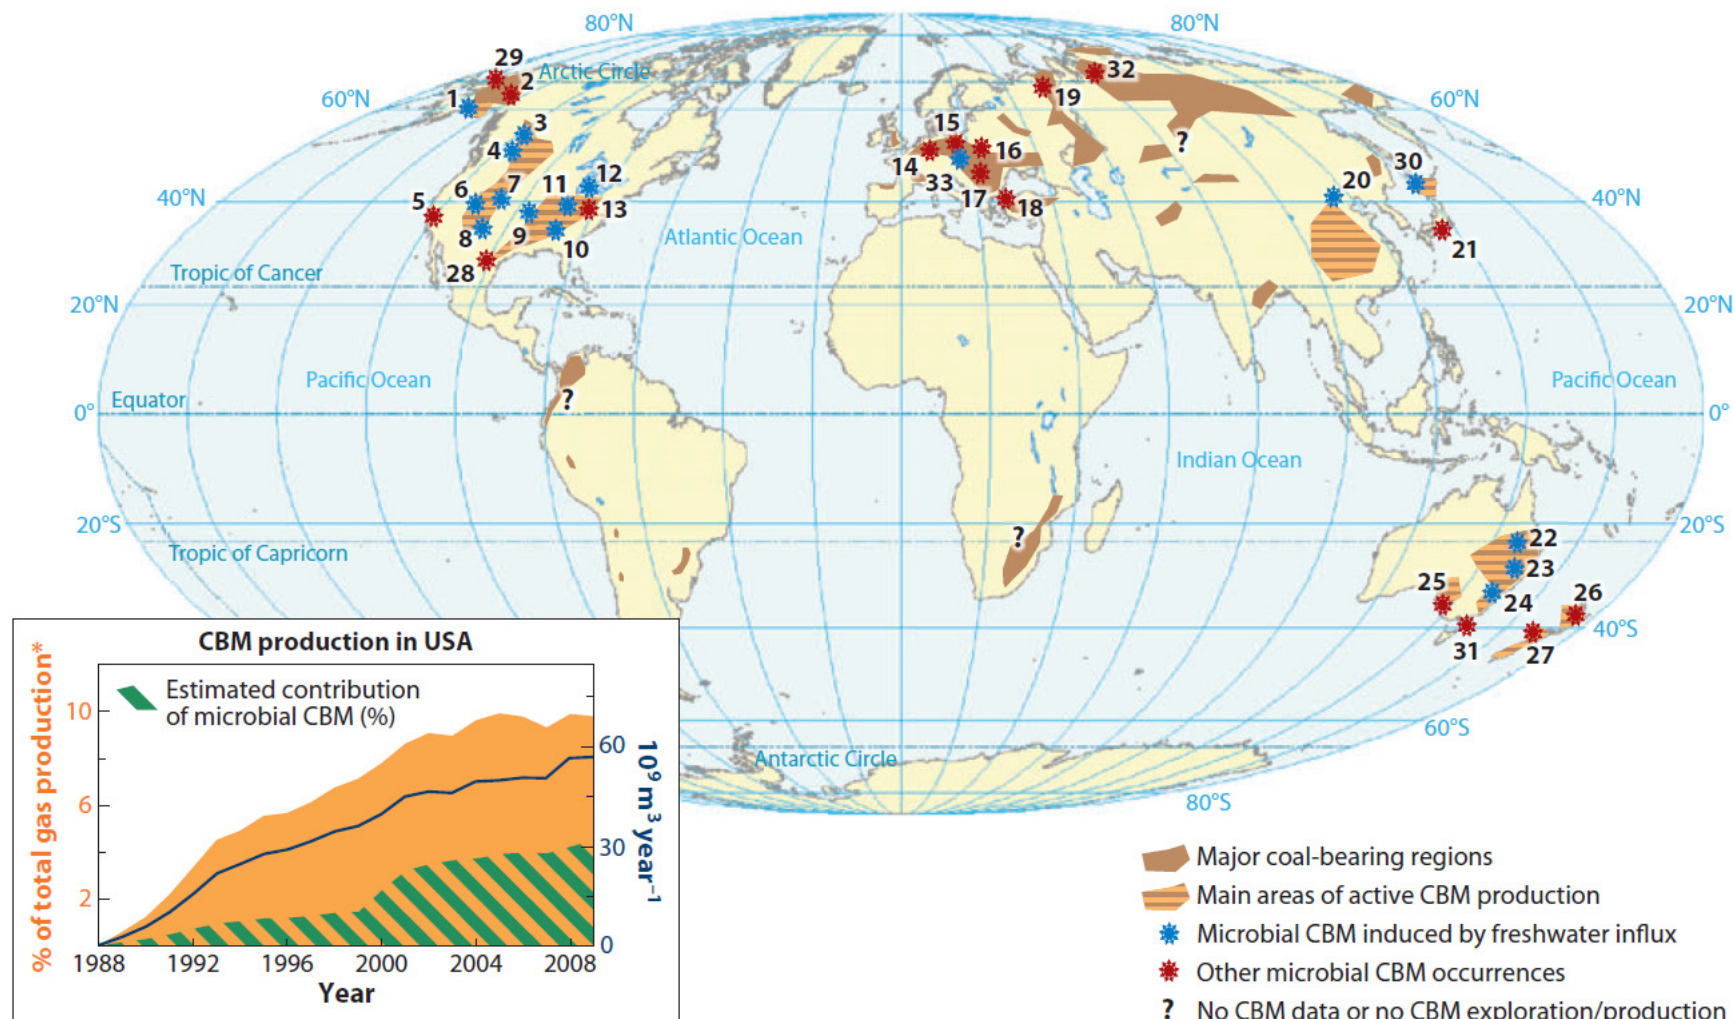 80°N
80°N
29
Arctic Circle
32
2
60°N
1
19
60°N
3
15
?
4
16
14
30
7
11
12
33
20
6
40°N
5
17
40°N
13
18
8
9
10
Atlantic Ocean
21
28
Tropic of Cancer
20°N
20°N
Pacific Ocean
Pacific Ocean
?
Equator
0°
0°
Indian Ocean
20°S
?
20°S
22
Tropic of Capricorn
23
25
26
24
40°S
31
27
60°S
Antarctic Circle
80°S
CBM production in USA
Estimated contribution
of microbial CBM (%)
% of total gas production*
10
6
2
60
30
0
10⁹ m³ year⁻¹
1988
1992
1996
2000
2004
2008
Year
Major coal-bearing regions
Main areas of active CBM production
Microbial CBM induced by freshwater influx
Other microbial CBM occurrences
? No CBM data or no CBM exploration/production